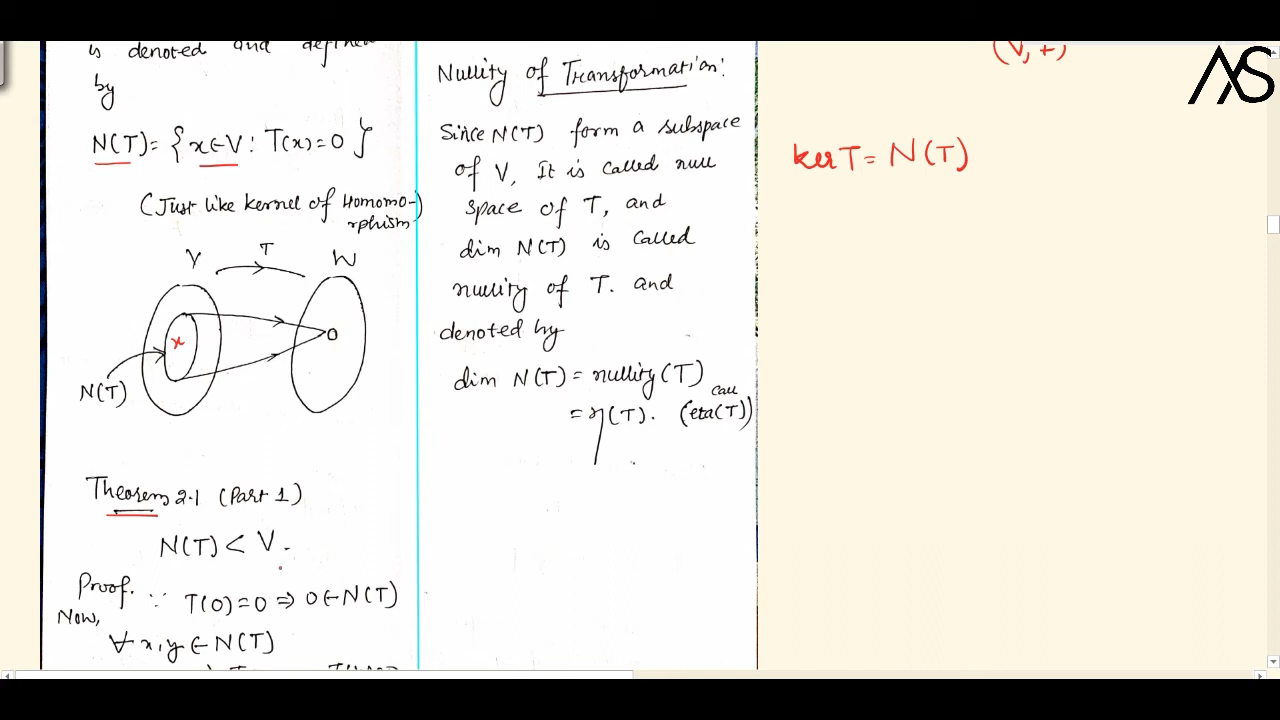 is denoted and defined
by
N(T) = { x∈V : T(x)=0 }
(Just like kernel of Homomo-
rphism)
V T W
x
0
N(T)
Theorem 2.1 (Part 1)
N(T) < V.
Proof. ∵ T(0)=0 ⇒ 0∈N(T)
Now,
∀ x,y ∈ N(T)
Nullity of Transformation:
Since N(T) form a subspace
of V, It is called null
space of T, and
dim N(T) is called
nullity of T. and
denoted by
dim N(T) = nullity(T)
call
= η(T). (eta(T))
(V, +)
ker T = N(T)
AS